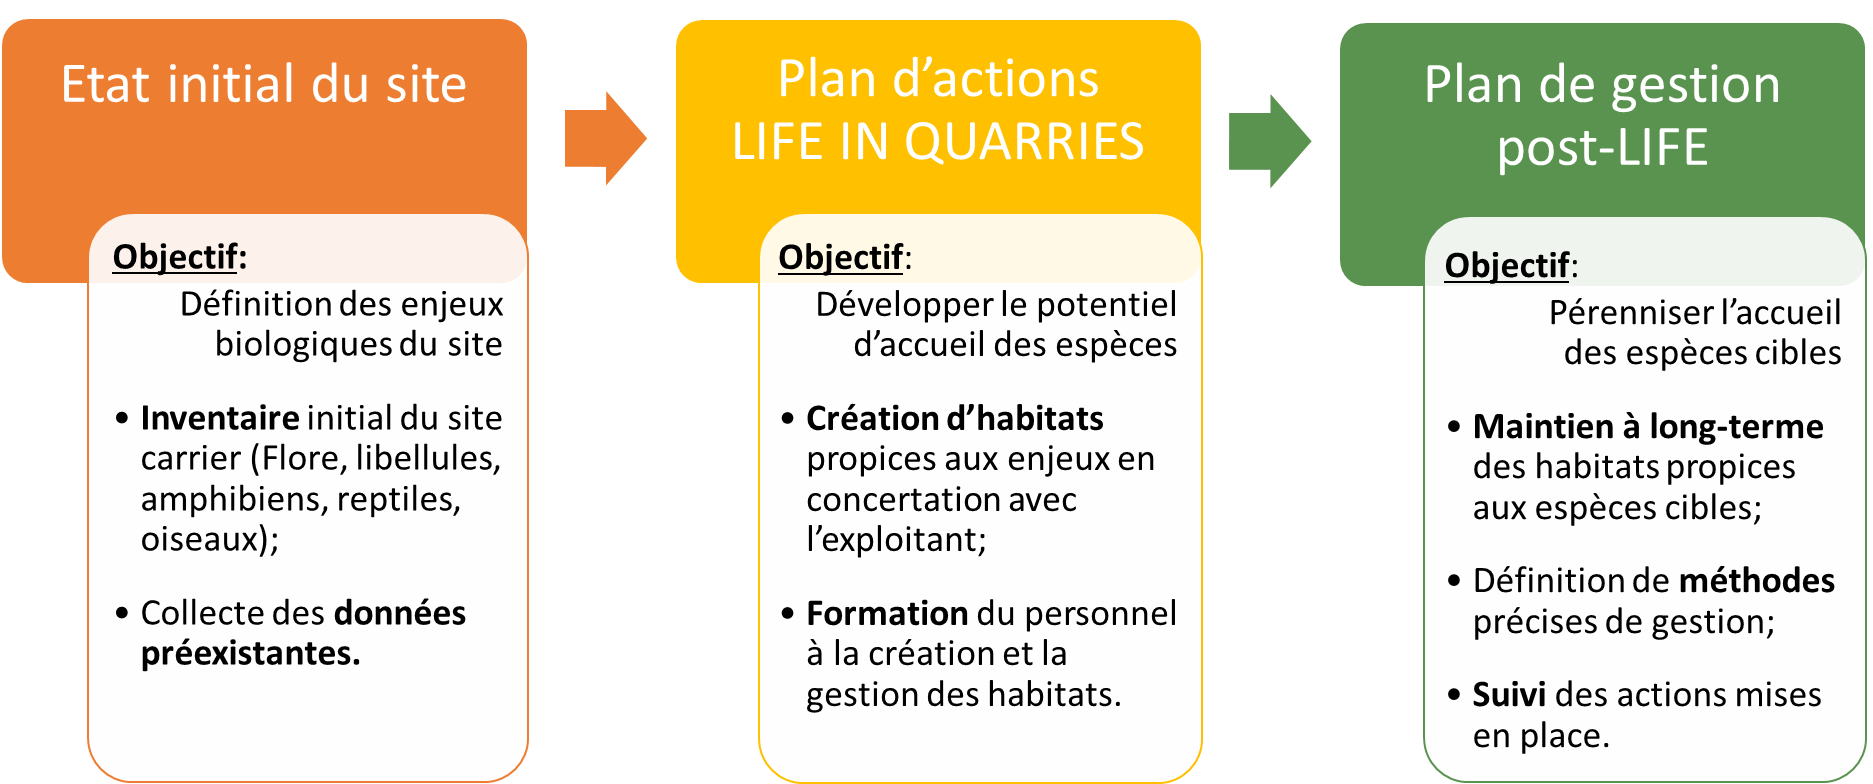 Etat initial du site
Objectif:
Définition des enjeux
biologiques du site
• Inventaire initial du site
carrier (Flore, libellules,
amphibiens, reptiles,
oiseaux);
• Collecte des données
préexistantes.
Plan d’actions
LIFE IN QUARRIES
Objectif:
Développer le potentiel
d’accueil des espèces
• Création d’habitats
propices aux enjeux en
concertation avec
l’exploitant;
• Formation du personnel
à la création et la
gestion des habitats.
Plan de gestion
post-LIFE
Objectif:
Pérenniser l’accueil
des espèces cibles
• Maintien à long-terme
des habitats propices
aux espèces cibles;
• Définition de méthodes
précises de gestion;
• Suivi des actions mises
en place.